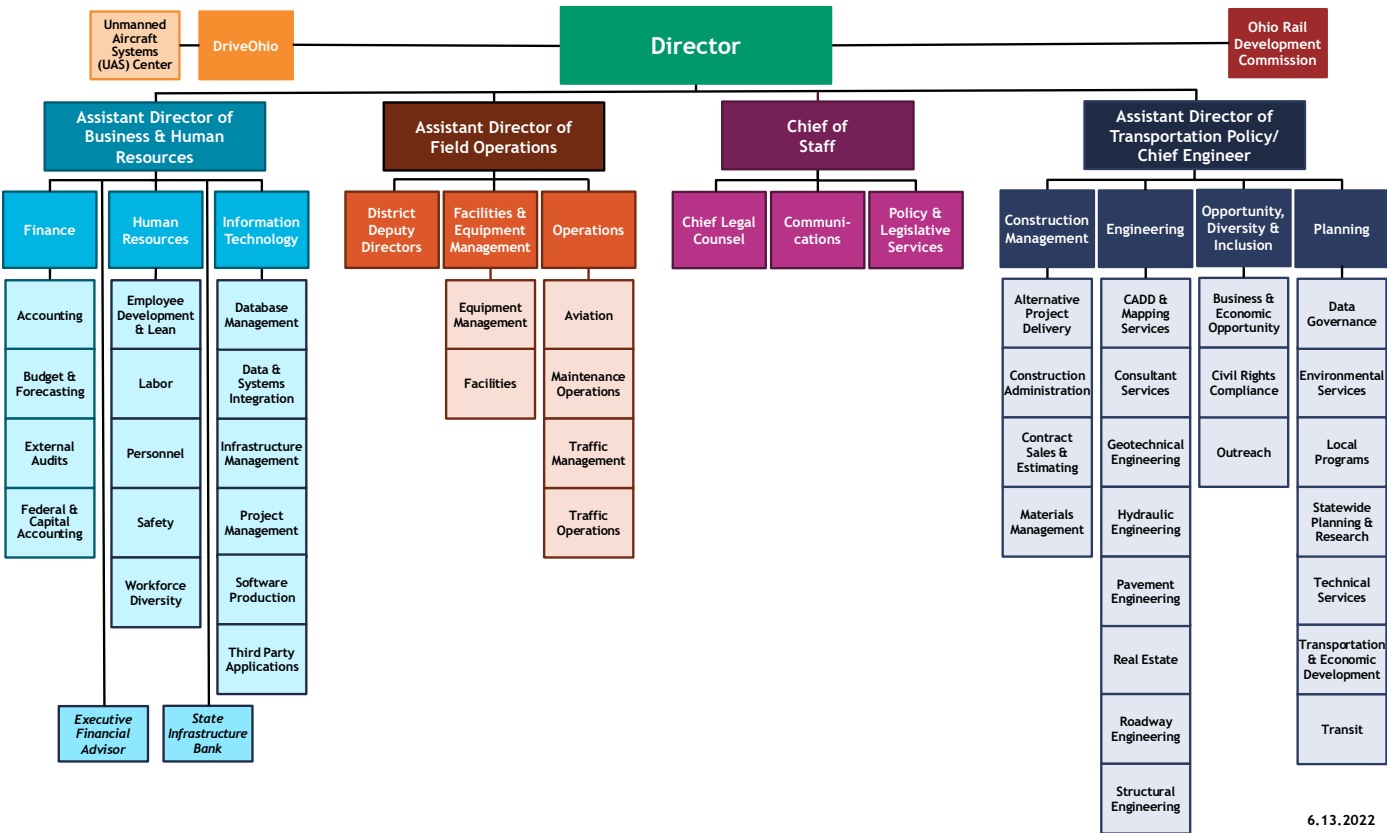 Unmanned
Aircraft
Systems
(UAS) Center
DriveOhio
Director
Ohio Rail
Development
Commission
Assistant Director of
Business & Human
Resources
Assistant Director of
Field Operations
Chief of
Staff
Assistant Director of
Transportation Policy/
Chief Engineer
Finance
Human
Resources
Information
Technology
District
Deputy
Directors
Facilities &
Equipment
Management
Operations
Chief Legal
Counsel
Communi-
cations
Policy &
Legislative
Services
Construction
Management
Engineering
Opportunity,
Diversity &
Inclusion
Planning
Accounting
Budget &
Forecasting
External
Audits
Federal &
Capital
Accounting
Employee
Development
& Lean
Labor
Personnel
Safety
Workforce
Diversity
Database
Management
Data &
Systems
Integration
Infrastructure
Management
Project
Management
Software
Production
Third Party
Applications
Executive
Financial
Advisor
State
Infrastructure
Bank
Equipment
Management
Facilities
Aviation
Maintenance
Operations
Traffic
Management
Traffic
Operations
Alternative
Project
Delivery
Construction
Administration
Contract
Sales &
Estimating
Materials
Management
CADD &
Mapping
Services
Consultant
Services
Geotechnical
Engineering
Hydraulic
Engineering
Pavement
Engineering
Real Estate
Roadway
Engineering
Structural
Engineering
Business &
Economic
Opportunity
Civil Rights
Compliance
Outreach
Data
Governance
Environmental
Services
Local
Programs
Statewide
Planning &
Research
Technical
Services
Transportation
& Economic
Development
Transit
6.13.2022